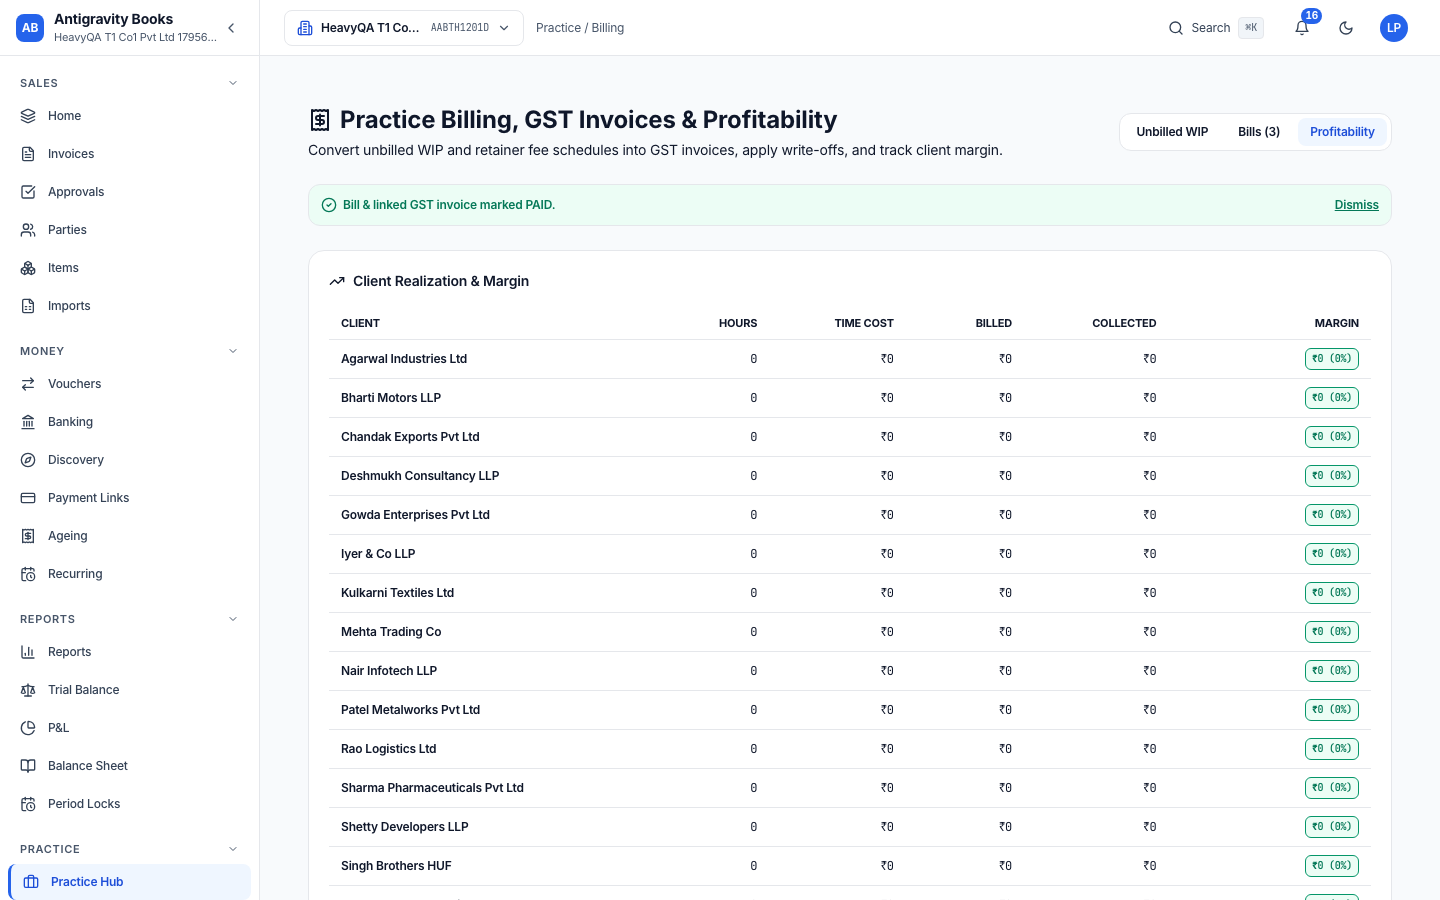 AB
Antigravity Books
HeavyQA T1 Co1 Pvt Ltd 17956...
HeavyQA T1 Co... AABTH1201D
Practice / Billing
Search ⌘K
16
LP
SALES
Home
Invoices
Approvals
Parties
Items
Imports
MONEY
Vouchers
Banking
Discovery
Payment Links
Ageing
Recurring
REPORTS
Reports
Trial Balance
P&L
Balance Sheet
Period Locks
PRACTICE
Practice Hub
Practice Billing, GST Invoices & Profitability
Convert unbilled WIP and retainer fee schedules into GST invoices, apply write-offs, and track client margin.
Unbilled WIP Bills (3) Profitability
Bill & linked GST invoice marked PAID. Dismiss
Client Realization & Margin
CLIENT HOURS TIME COST BILLED COLLECTED MARGIN
Agarwal Industries Ltd 0 ₹0 ₹0 ₹0 ₹0 (0%)
Bharti Motors LLP 0 ₹0 ₹0 ₹0 ₹0 (0%)
Chandak Exports Pvt Ltd 0 ₹0 ₹0 ₹0 ₹0 (0%)
Deshmukh Consultancy LLP 0 ₹0 ₹0 ₹0 ₹0 (0%)
Gowda Enterprises Pvt Ltd 0 ₹0 ₹0 ₹0 ₹0 (0%)
Iyer & Co LLP 0 ₹0 ₹0 ₹0 ₹0 (0%)
Kulkarni Textiles Ltd 0 ₹0 ₹0 ₹0 ₹0 (0%)
Mehta Trading Co 0 ₹0 ₹0 ₹0 ₹0 (0%)
Nair Infotech LLP 0 ₹0 ₹0 ₹0 ₹0 (0%)
Patel Metalworks Pvt Ltd 0 ₹0 ₹0 ₹0 ₹0 (0%)
Rao Logistics Ltd 0 ₹0 ₹0 ₹0 ₹0 (0%)
Sharma Pharmaceuticals Pvt Ltd 0 ₹0 ₹0 ₹0 ₹0 (0%)
Shetty Developers LLP 0 ₹0 ₹0 ₹0 ₹0 (0%)
Singh Brothers HUF 0 ₹0 ₹0 ₹0 ₹0 (0%)